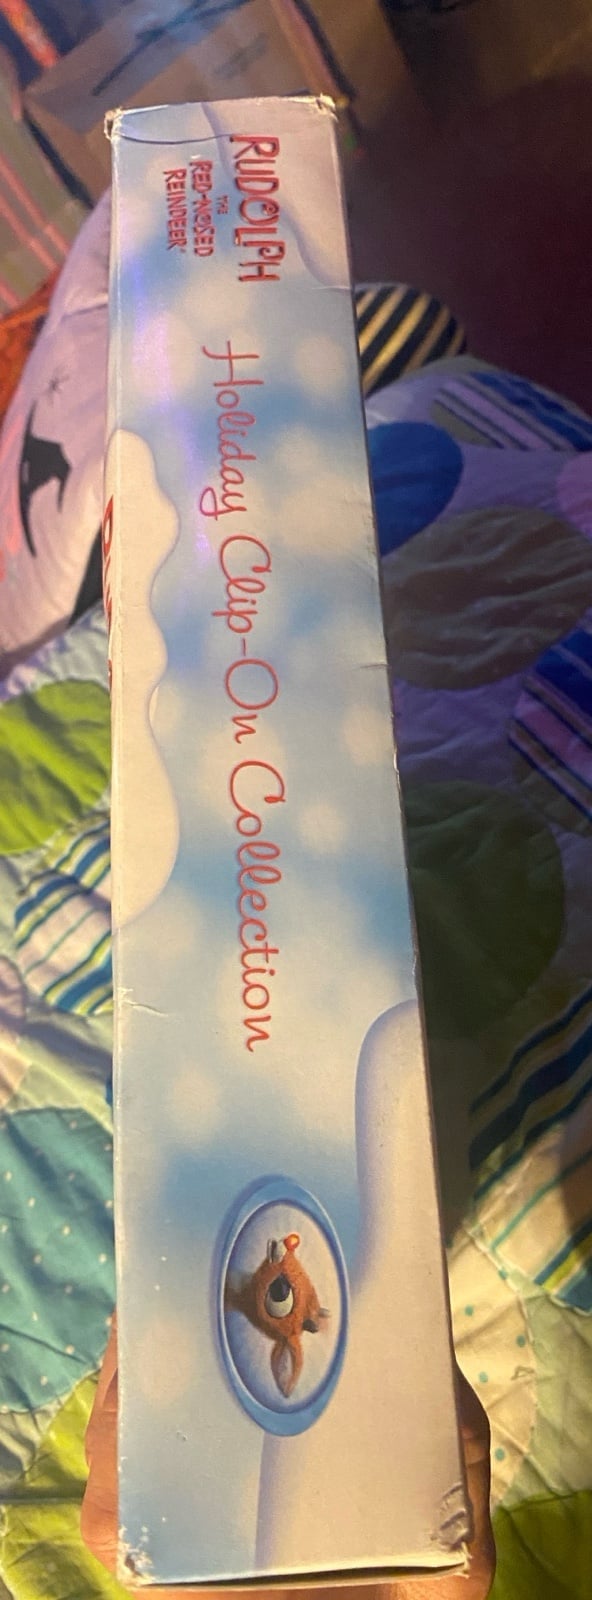 RUDOLPH
THE
RED-NOSED
REINDEER
Holiday Clip-On Collection